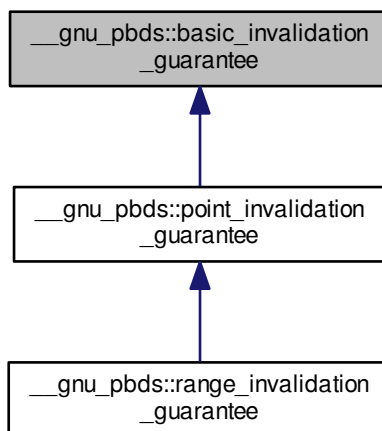 __gnu_pbds::basic_invalidation
_guarantee
__gnu_pbds::point_invalidation
_guarantee
__gnu_pbds::range_invalidation
_guarantee